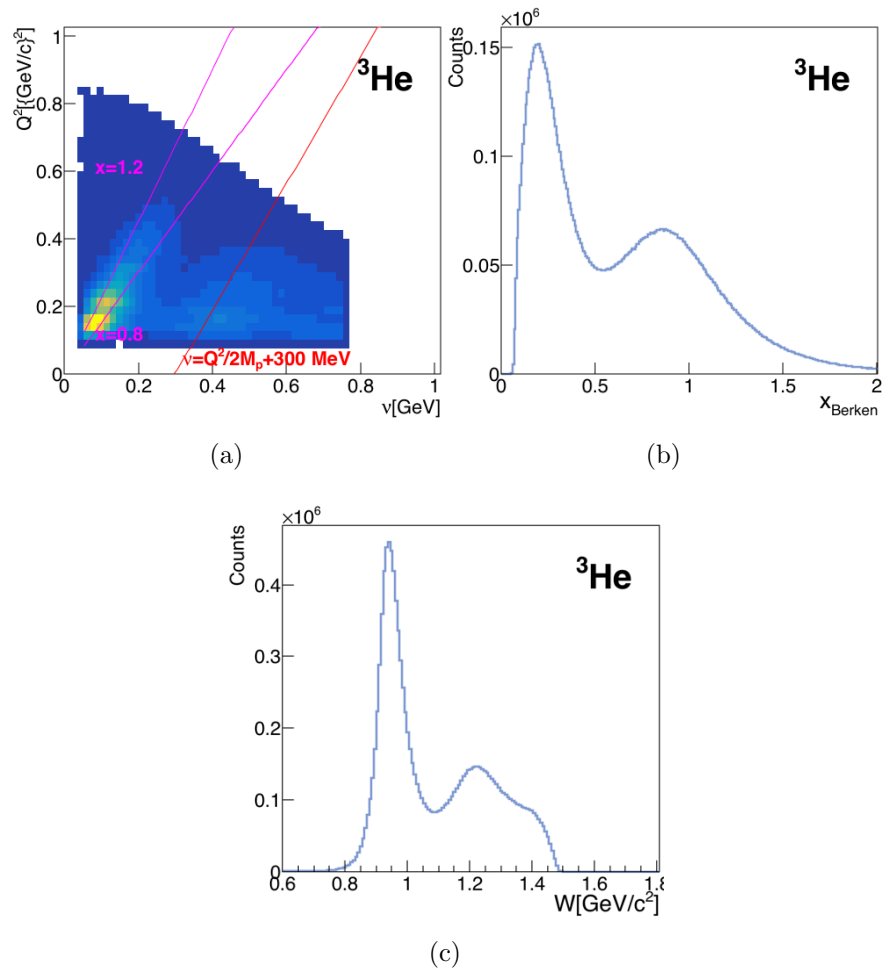 Q²[{GeV/c}²]
1
0.8
0.6
0.4
0.2
0
³He
x=1.2
x=0.8
ν=Q²/2Mₚ+300 MeV
0 0.2 0.4 0.6 0.8 1
ν[GeV]
(a)
×10⁶
Counts
0.15
0.1
0.05
0
³He
0 0.5 1 1.5 2
x_Berken
(b)
×10⁶
Counts
0.4
0.3
0.2
0.1
0
³He
0.6 0.8 1 1.2 1.4 1.6 1.8
W[GeV/c²]
(c)